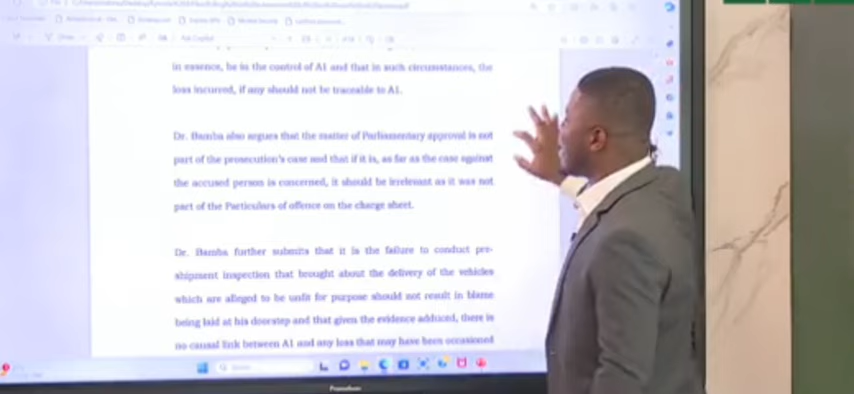 in essence, be in the control of A1 and that in such circumstances, the
loss incurred, if any should not be traceable to A1.
Dr. Bamba also argues that the matter of Parliamentary approval is not
part of the prosecution's case and that if it is, as far as the case against
the accused person is concerned, it should be irrelevant as it was not
part of the Particulars of offence on the charge sheet.
Dr. Bamba further submits that it is the failure to conduct pre-
shipment inspection that brought about the delivery of the vehicles
which are alleged to be unfit for purpose should not result in blame
being laid at his doorstep and that given the evidence adduced, there is
no causal link between A1 and any loss that may have been occasioned